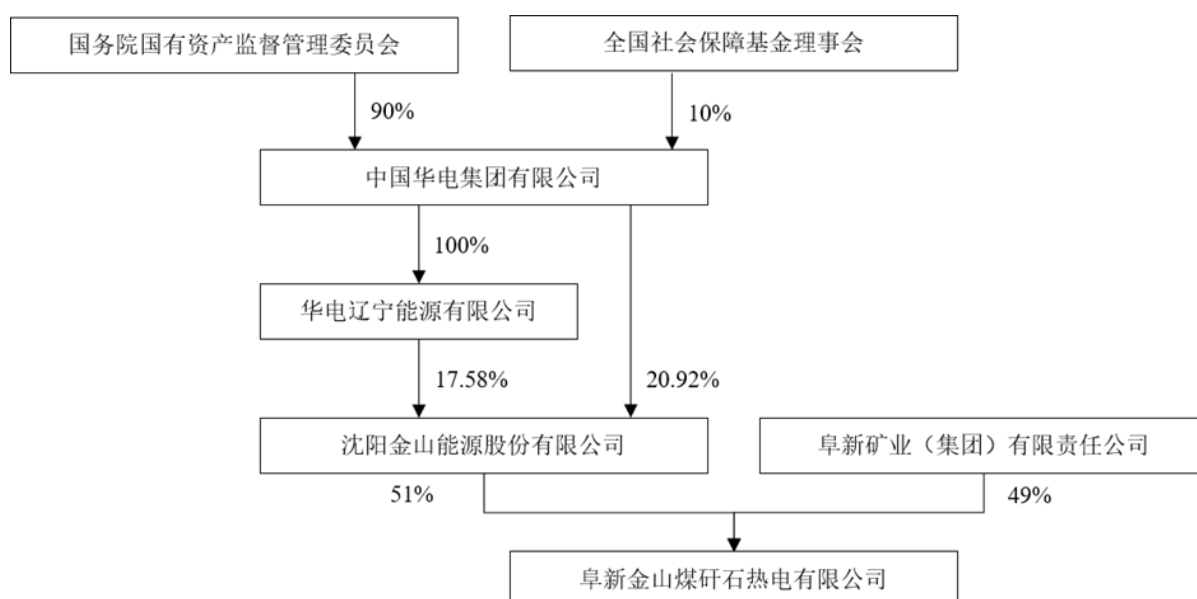 国务院国有资产监督管理委员会
全国社会保障基金理事会
90%
10%
中国华电集团有限公司
100%
华电辽宁能源有限公司
17.58%
20.92%
沈阳金山能源股份有限公司
阜新矿业（集团）有限责任公司
51%
49%
阜新金山煤矸石热电有限公司